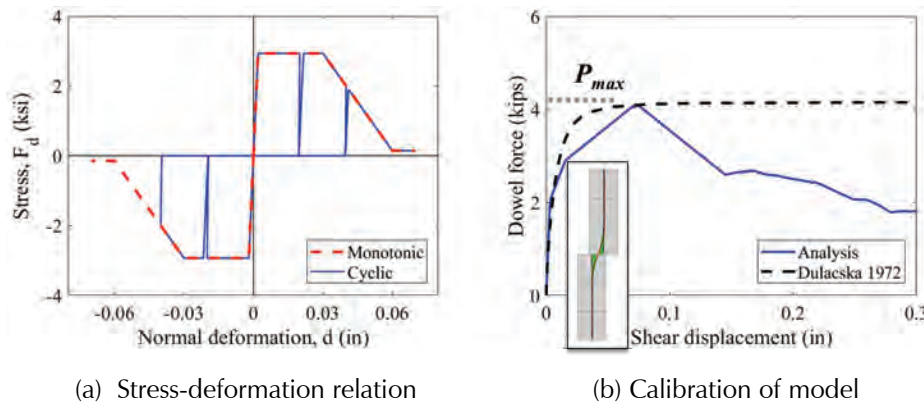 4
2
0
-2
-4
Stress, F_d (ksi)
Monotonic
Cyclic
-0.06
-0.03
0
0.03
0.06
Normal deformation, d (in)
(a) Stress-deformation relation
6
4
2
0
Dowel force (kips)
P_max
Analysis
Dulacska 1972
0
0.1
0.2
0.3
Shear displacement (in)
(b) Calibration of model